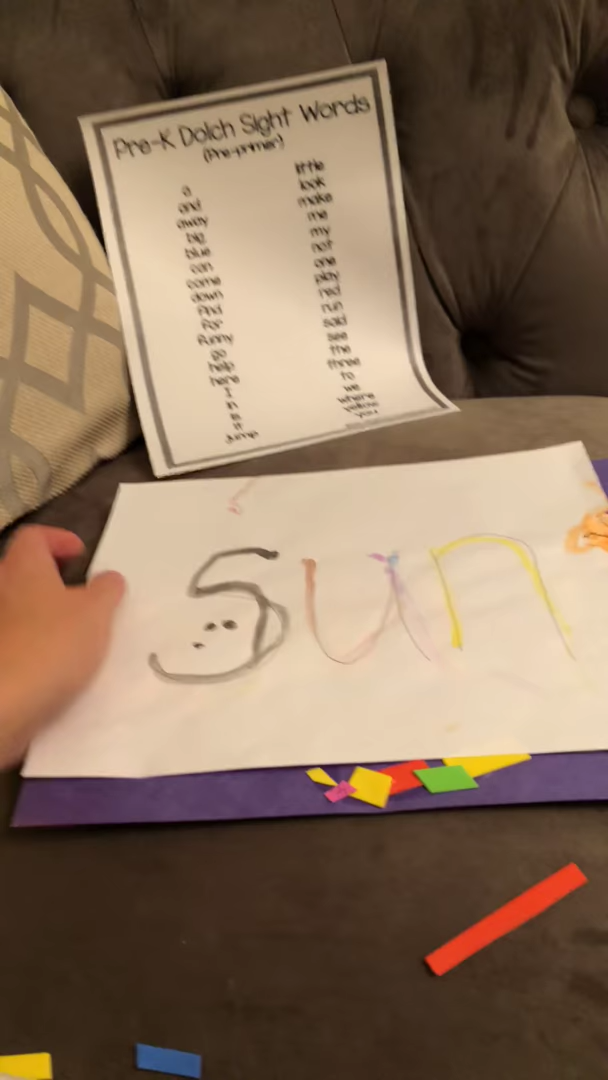 Pre-K Dolch Sight Words
(Pre-primer)
a
and
away
big
blue
can
come
down
find
for
funny
go
help
here
I
in
is
it
jump
little
look
make
me
my
not
one
play
red
run
said
see
the
three
to
we
where
yellow
you
Sun